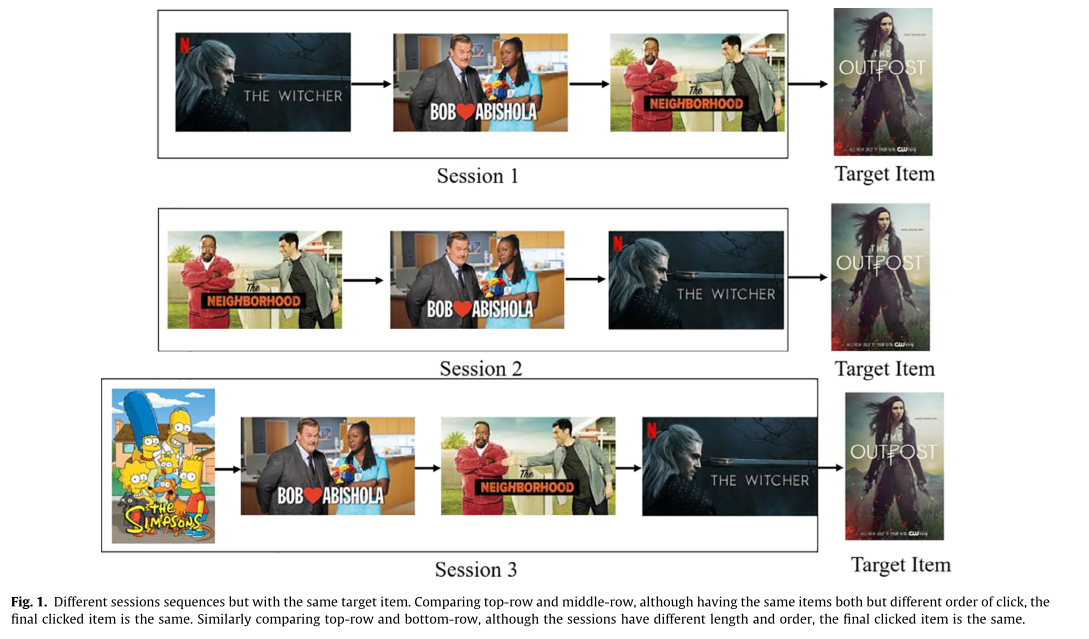 N
THE WITCHER
BOB ABISHOLA
The
NEIGHBORHOOD
THE
OUTPOST
CW
Session 1
Target Item
The
NEIGHBORHOOD
BOB ABISHOLA
N
THE WITCHER
THE
OUTPOST
CW
Session 2
Target Item
THE
SIMPSONS
BOB ABISHOLA
The
NEIGHBORHOOD
N
THE WITCHER
THE
OUTPOST
CW
Session 3
Target Item
Fig. 1. Different sessions sequences but with the same target item. Comparing top-row and middle-row, although having the same items both but different order of click, the
final clicked item is the same. Similarly comparing top-row and bottom-row, although the sessions have different length and order, the final clicked item is the same.